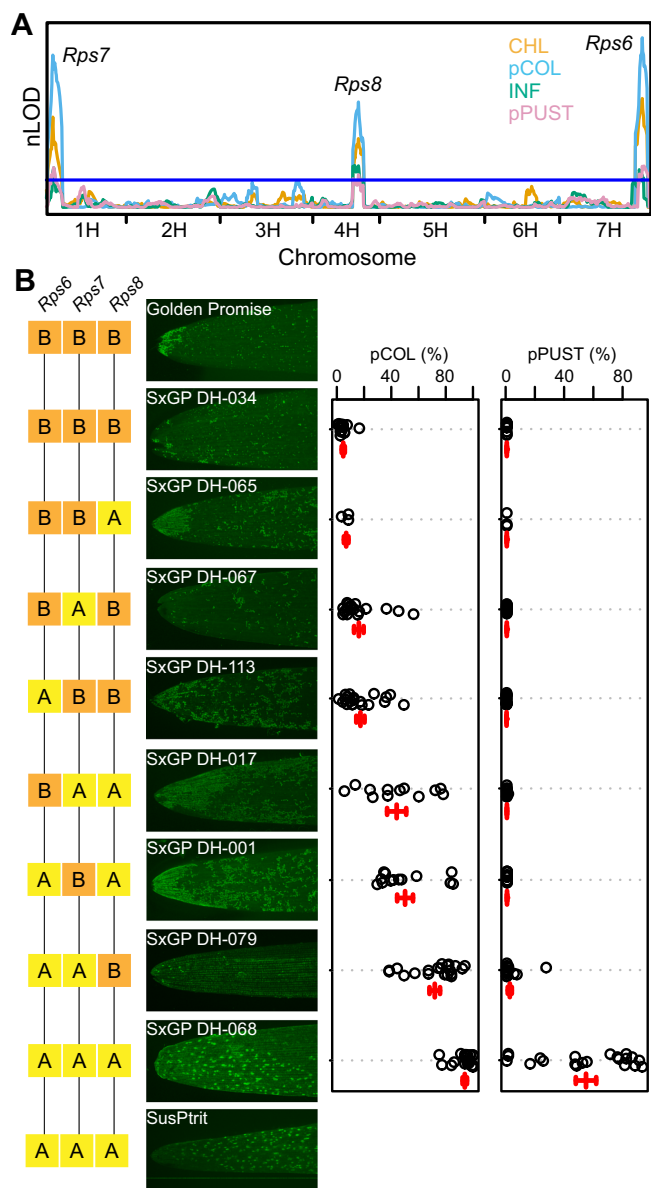 A
Rps7
Rps8
Rps6
CHL
pCOL
INF
pPUST
nLOD
1H 2H 3H 4H 5H 6H 7H
Chromosome
B
Rps6 Rps7 Rps8
pCOL (%) pPUST (%)
0 40 80 0 40 80
B B B Golden Promise
B B B SxGP DH-034
B B A SxGP DH-065
B A B SxGP DH-067
A B B SxGP DH-113
B A A SxGP DH-017
A B A SxGP DH-001
A A B SxGP DH-079
A A A SxGP DH-068
A A A SusPtrit